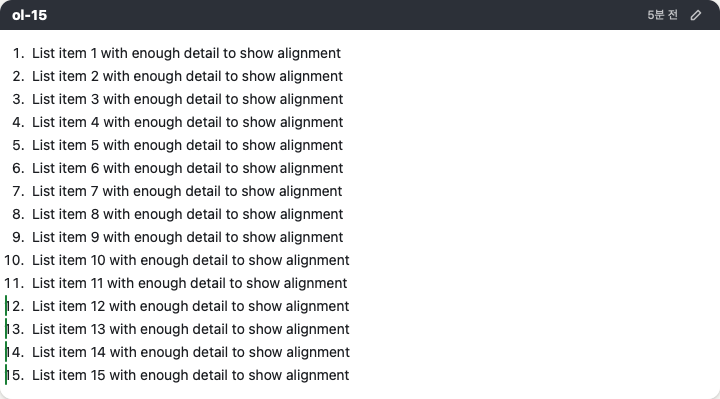 ol-15
5분 전
1. List item 1 with enough detail to show alignment
2. List item 2 with enough detail to show alignment
3. List item 3 with enough detail to show alignment
4. List item 4 with enough detail to show alignment
5. List item 5 with enough detail to show alignment
6. List item 6 with enough detail to show alignment
7. List item 7 with enough detail to show alignment
8. List item 8 with enough detail to show alignment
9. List item 9 with enough detail to show alignment
10. List item 10 with enough detail to show alignment
11. List item 11 with enough detail to show alignment
12. List item 12 with enough detail to show alignment
13. List item 13 with enough detail to show alignment
14. List item 14 with enough detail to show alignment
15. List item 15 with enough detail to show alignment